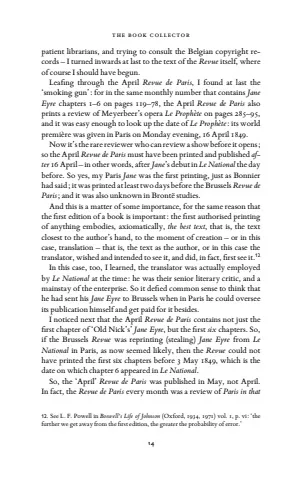 THE BOOK COLLECTOR
patient librarians, and trying to consult the Belgian copyright re-
cords – I turned inwards at last to the text of the Revue itself, where
of course I should have begun.
Leafing through the April Revue de Paris, I found at last the
'smoking gun': for in the same monthly number that contains Jane
Eyre chapters 1–6 on pages 119–78, the April Revue de Paris also
prints a review of Meyerbeer's opera Le Prophète on pages 285–95,
and it was easy enough to look up the date of Le Prophète: its world
première was given in Paris on Monday evening, 16 April 1849.
Now it's the rare reviewer who can review a show before it opens;
so the April Revue de Paris must have been printed and published af-
ter 16 April – in other words, after Jane's debut in Le National the day
before. So yes, my Paris Jane was the first printing, just as Bonnier
had said; it was printed at least two days before the Brussels Revue de
Paris; and it was also unknown in Brontë studies.
And this is a matter of some importance, for the same reason that
the first edition of a book is important: the first authorised printing
of anything embodies, axiomatically, the best text, that is, the text
closest to the author's hand, to the moment of creation – or in this
case, translation – that is, the text as the author, or in this case the
translator, wished and intended to see it, and did, in fact, first see it.12
In this case, too, I learned, the translator was actually employed
by Le National at the time: he was their senior literary critic, and a
mainstay of the enterprise. So it defied common sense to think that
he had sent his Jane Eyre to Brussels when in Paris he could oversee
its publication himself and get paid for it besides.
I noticed next that the April Revue de Paris contains not just the
first chapter of 'Old Nick's' Jane Eyre, but the first six chapters. So,
if the Brussels Revue was reprinting (stealing) Jane Eyre from Le
National in Paris, as now seemed likely, then the Revue could not
have printed the first six chapters before 3 May 1849, which is the
date on which chapter 6 appeared in Le National.
So, the 'April' Revue de Paris was published in May, not April.
In fact, the Revue de Paris every month was a review of Paris in that
12. See L. F. Powell in Boswell's Life of Johnson (Oxford, 1934, 1971) vol. 1, p. vi: 'the
further we get away from the first edition, the greater the probability of error.'
14